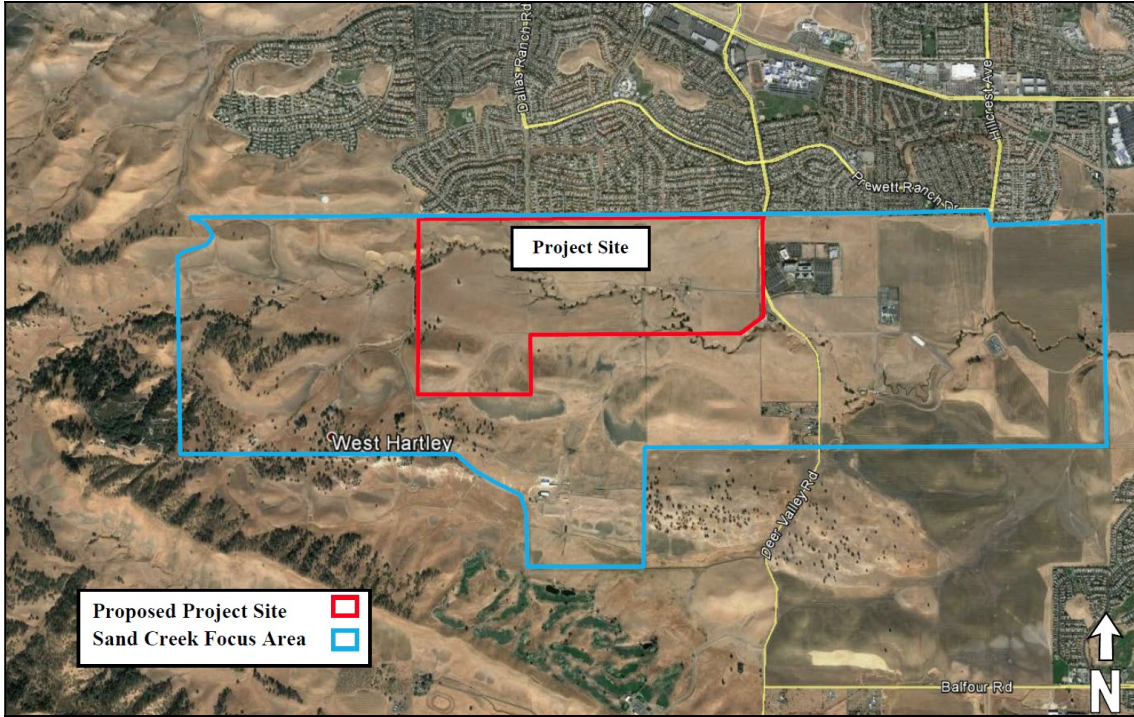 Dallas Ranch Rd
Hillcrest Ave
Prewett Ranch Dr
Project Site
West Hartley
Deer Valley Rd
Proposed Project Site
Sand Creek Focus Area
Balfour Rd
N